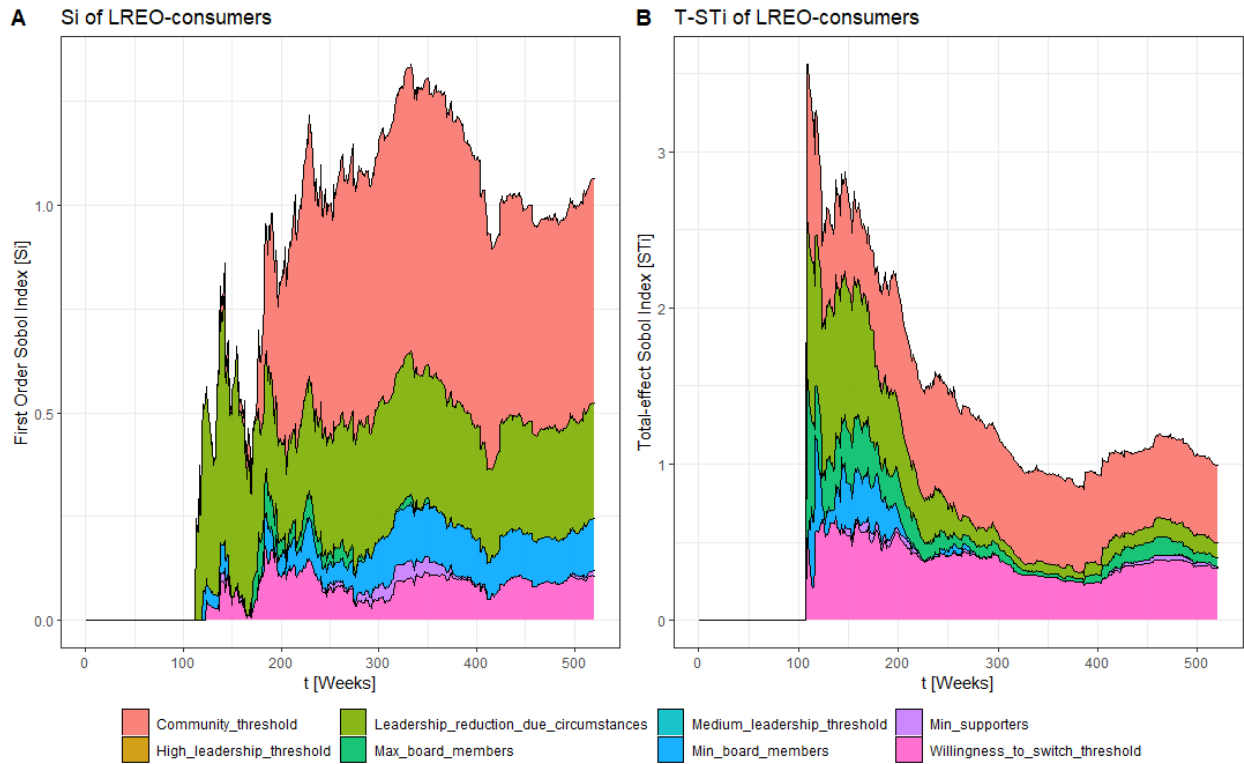 A Si of LREO-consumers
First Order Sobol Index [Si]
1.0
0.5
0.0
0 100 200 300 400 500
t [Weeks]
B T-STi of LREO-consumers
Total-effect Sobol Index [STi]
3
2
1
0
0 100 200 300 400 500
t [Weeks]
Community_threshold Leadership_reduction_due_circumstances Medium_leadership_threshold Min_supporters
High_leadership_threshold Max_board_members Min_board_members Willingness_to_switch_threshold